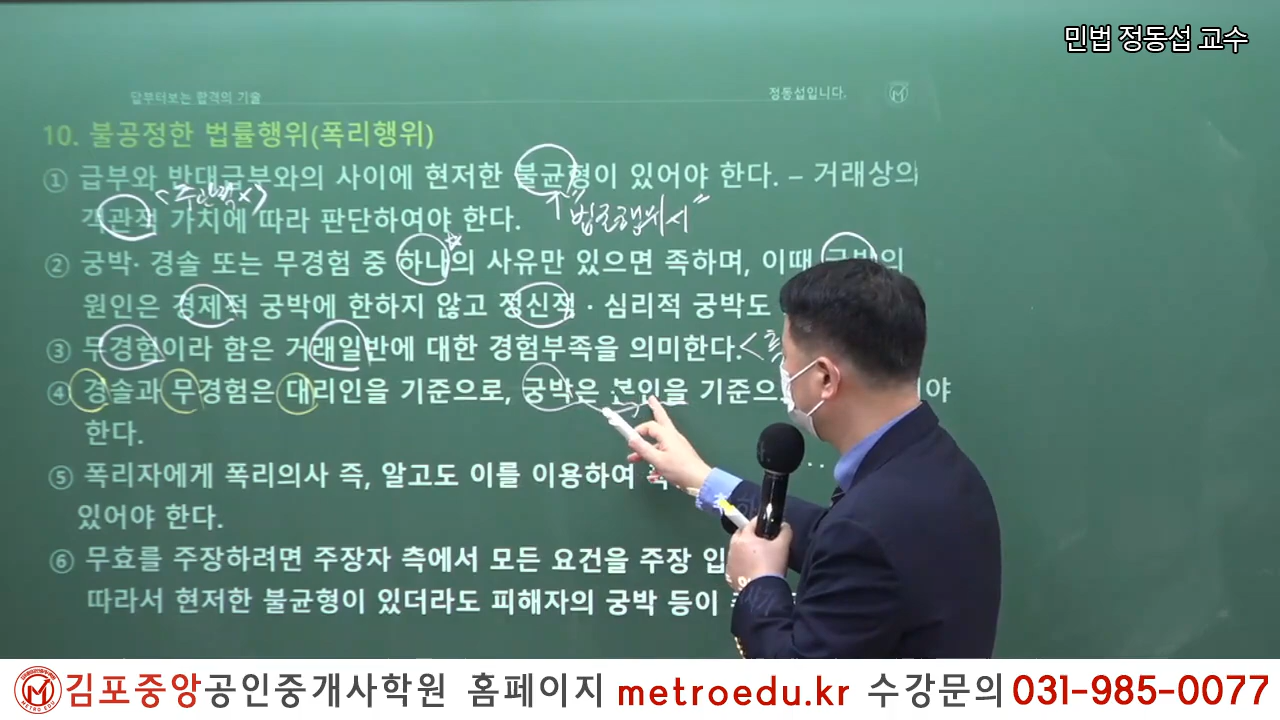 민법 정동섭 교수
답부터보는 합격의 기술
정동섭입니다.
10. 불공정한 법률행위(폭리행위)
① 급부와 반대급부와의 사이에 현저한 불균형이 있어야 한다. – 거래상의
(주관적×)
객관적 가치에 따라 판단하여야 한다.
"법률행위시"
② 궁박· 경솔 또는 무경험 중 하나의 사유만 있으면 족하며, 이때 궁박의
원인은 경제적 궁박에 한하지 않고 정신적 · 심리적 궁박도
③ 무경험이라 함은 거래일반에 대한 경험부족을 의미한다.
④ 경솔과 무경험은 대리인을 기준으로, 궁박은 본인을 기준으 야
한다.
⑤ 폭리자에게 폭리의사 즉, 알고도 이를 이용하여
있어야 한다.
⑥ 무효를 주장하려면 주장자 측에서 모든 요건을 주장 입
따라서 현저한 불균형이 있더라도 피해자의 궁박 등이
METRO EDU
김포중앙공인중개사학원 홈페이지 metroedu.kr 수강문의 031-985-0077